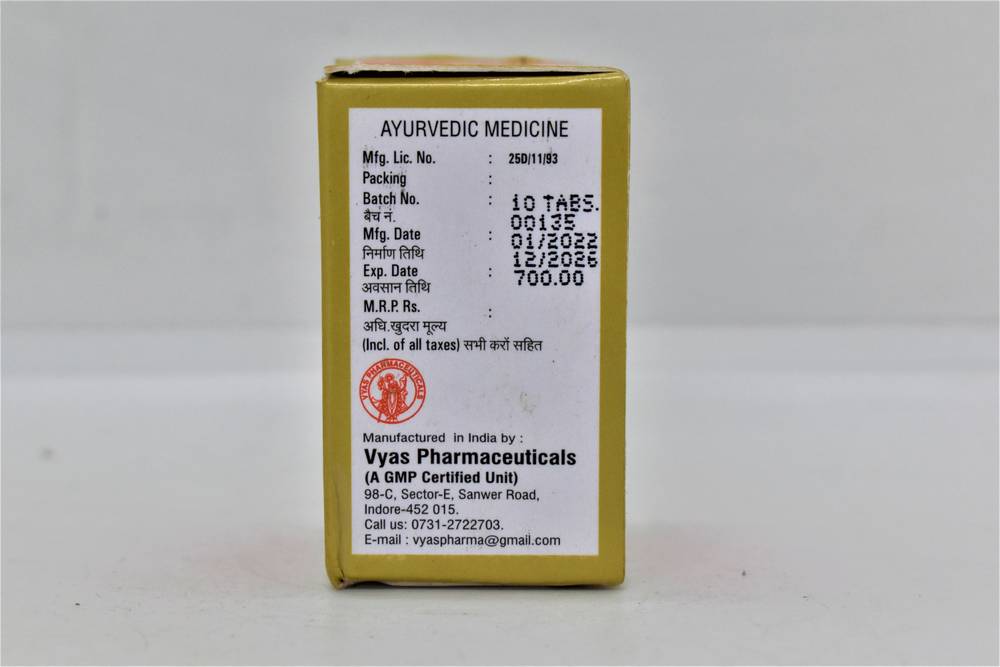 AYURVEDIC MEDICINE
Mfg. Lic. No. : 25D/11/93
Packing :
Batch No. : 10 TABS.
बैच नं. 00135
Mfg. Date : 01/2022
निर्माण तिथि 12/2026
Exp. Date : 700.00
अवसान तिथि
M.R.P. Rs. :
अधि.खुदरा मूल्य
(Incl. of all taxes) सभी करों सहित
VYAS PHARMACEUTICALS
Manufactured in India by :
Vyas Pharmaceuticals
(A GMP Certified Unit)
98-C, Sector-E, Sanwer Road,
Indore-452 015.
Call us: 0731-2722703.
E-mail : vyaspharma@gmail.com